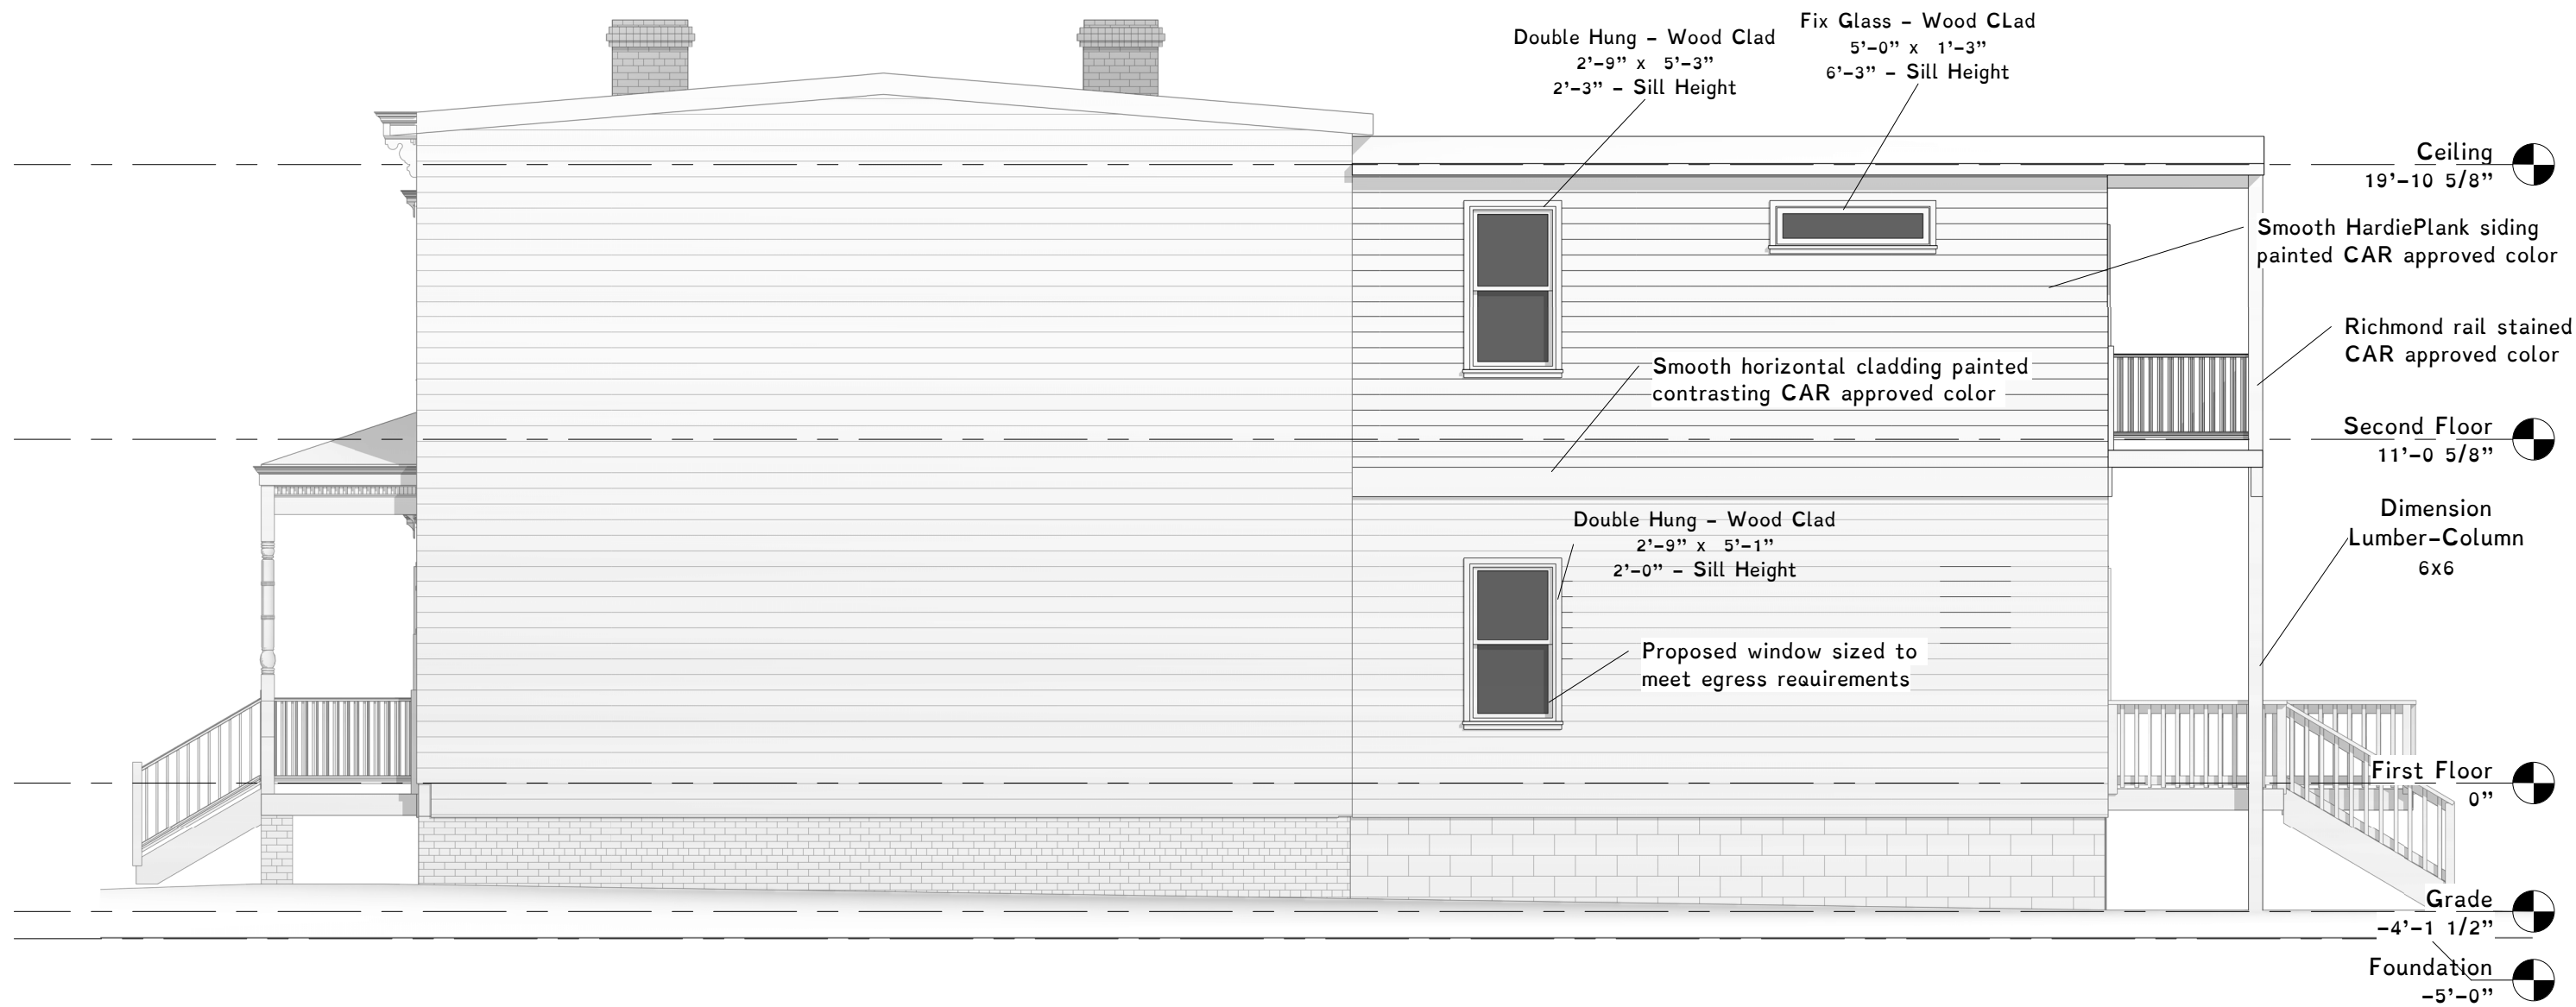 Double Hung - Wood Clad
2'-9" x 5'-3"
2'-3" - Sill Height
Fix Glass - Wood CLad
5'-0" x 1'-3"
6'-3" - Sill Height
Ceiling
19'-10 5/8"
Smooth HardiePlank siding
painted CAR approved color
Richmond rail stained
CAR approved color
Smooth horizontal cladding painted
contrasting CAR approved color
Second Floor
11'-0 5/8"
Double Hung - Wood Clad
2'-9" x 5'-1"
2'-0" - Sill Height
Dimension
Lumber-Column
6x6
Proposed window sized to
meet egress requirements
First Floor
0"
Grade
-4'-1 1/2"
Foundation
-5'-0"